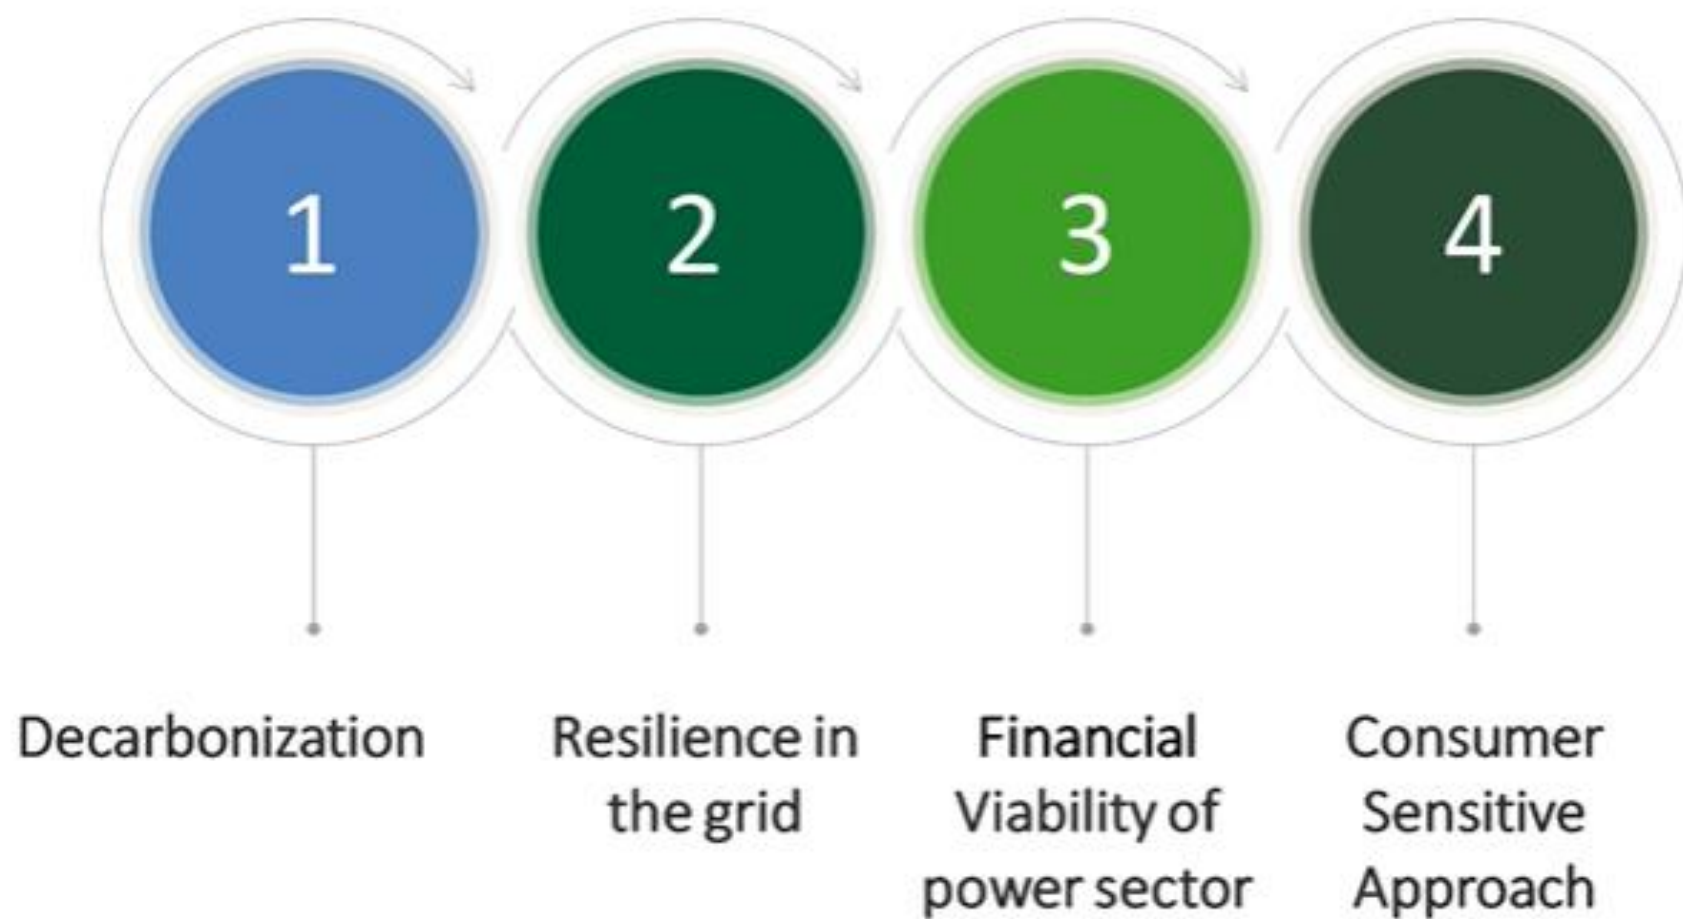 1
2
3
4
Decarbonization
Resilience in
the grid
Financial
Viability of
power sector
Consumer
Sensitive
Approach